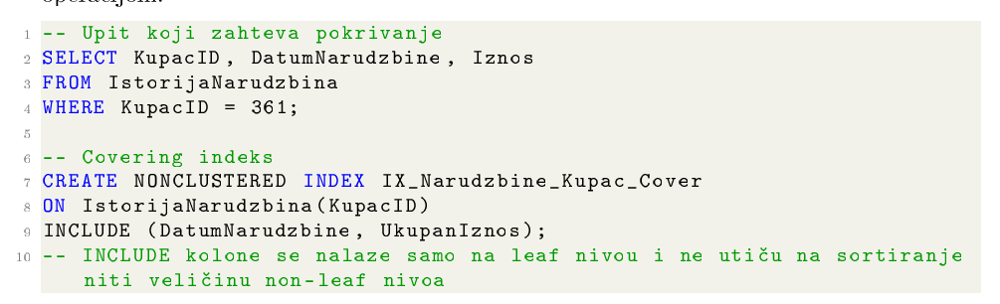 operacijom.
1 -- Upit koji zahteva pokrivanje
2 SELECT KupacID, DatumNarudzbine, Iznos
3 FROM IstorijaNarudzbina
4 WHERE KupacID = 361;
5
6 -- Covering indeks
7 CREATE NONCLUSTERED INDEX IX_Narudzbine_Kupac_Cover
8 ON IstorijaNarudzbina(KupacID)
9 INCLUDE (DatumNarudzbine, UkupanIznos);
10 -- INCLUDE kolone se nalaze samo na leaf nivou i ne utiču na sortiranje
niti veličinu non-leaf nivoa